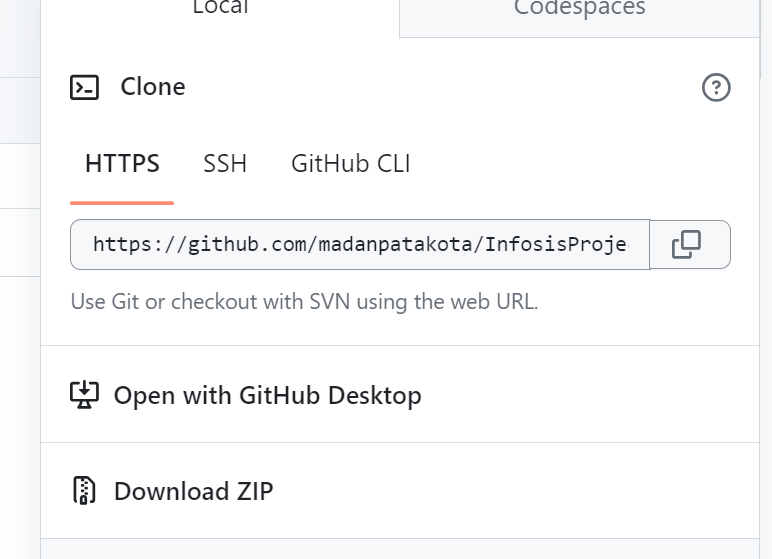 Local
Codespaces
Clone
HTTPS
SSH
GitHub CLI
https://github.com/madanpatakota/InfosisProje
Use Git or checkout with SVN using the web URL.
Open with GitHub Desktop
Download ZIP